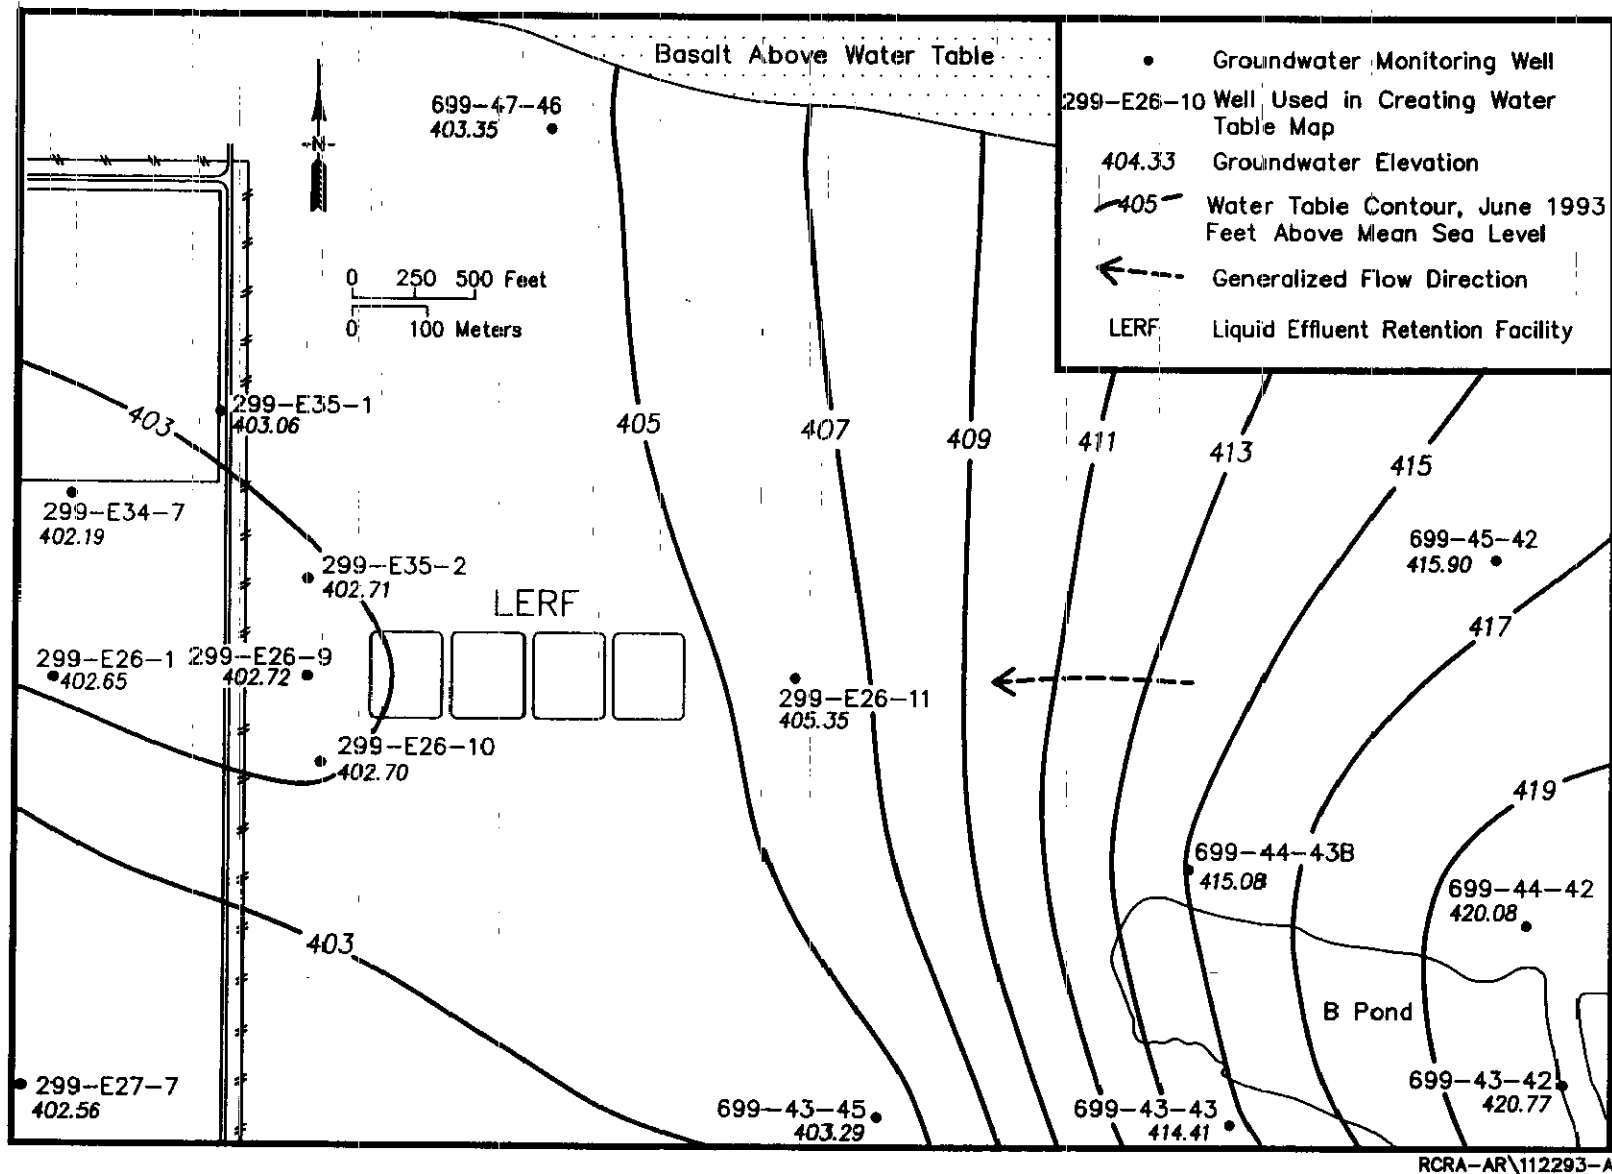 Basalt Above Water Table
Groundwater Monitoring Well
299-E26-10 Well Used in Creating Water
Table Map
404.33 Groundwater Elevation
405 Water Table Contour, June 1993
Feet Above Mean Sea Level
Generalized Flow Direction
LERF Liquid Effluent Retention Facility
699-47-46
403.35
-N-
0 250 500 Feet
0 100 Meters
403
299-E35-1
403.06
405
407
409
411
413
415
299-E34-7
402.19
699-45-42
415.90
299-E35-2
402.71
LERF
417
299-E26-1
402.65
299-E26-9
402.72
299-E26-11
405.35
299-E26-10
402.70
419
699-44-43B
415.08
699-44-42
420.08
403
B Pond
299-E27-7
402.56
699-43-45
403.29
699-43-43
414.41
699-43-42
420.77
RCRA-AR\112293-A